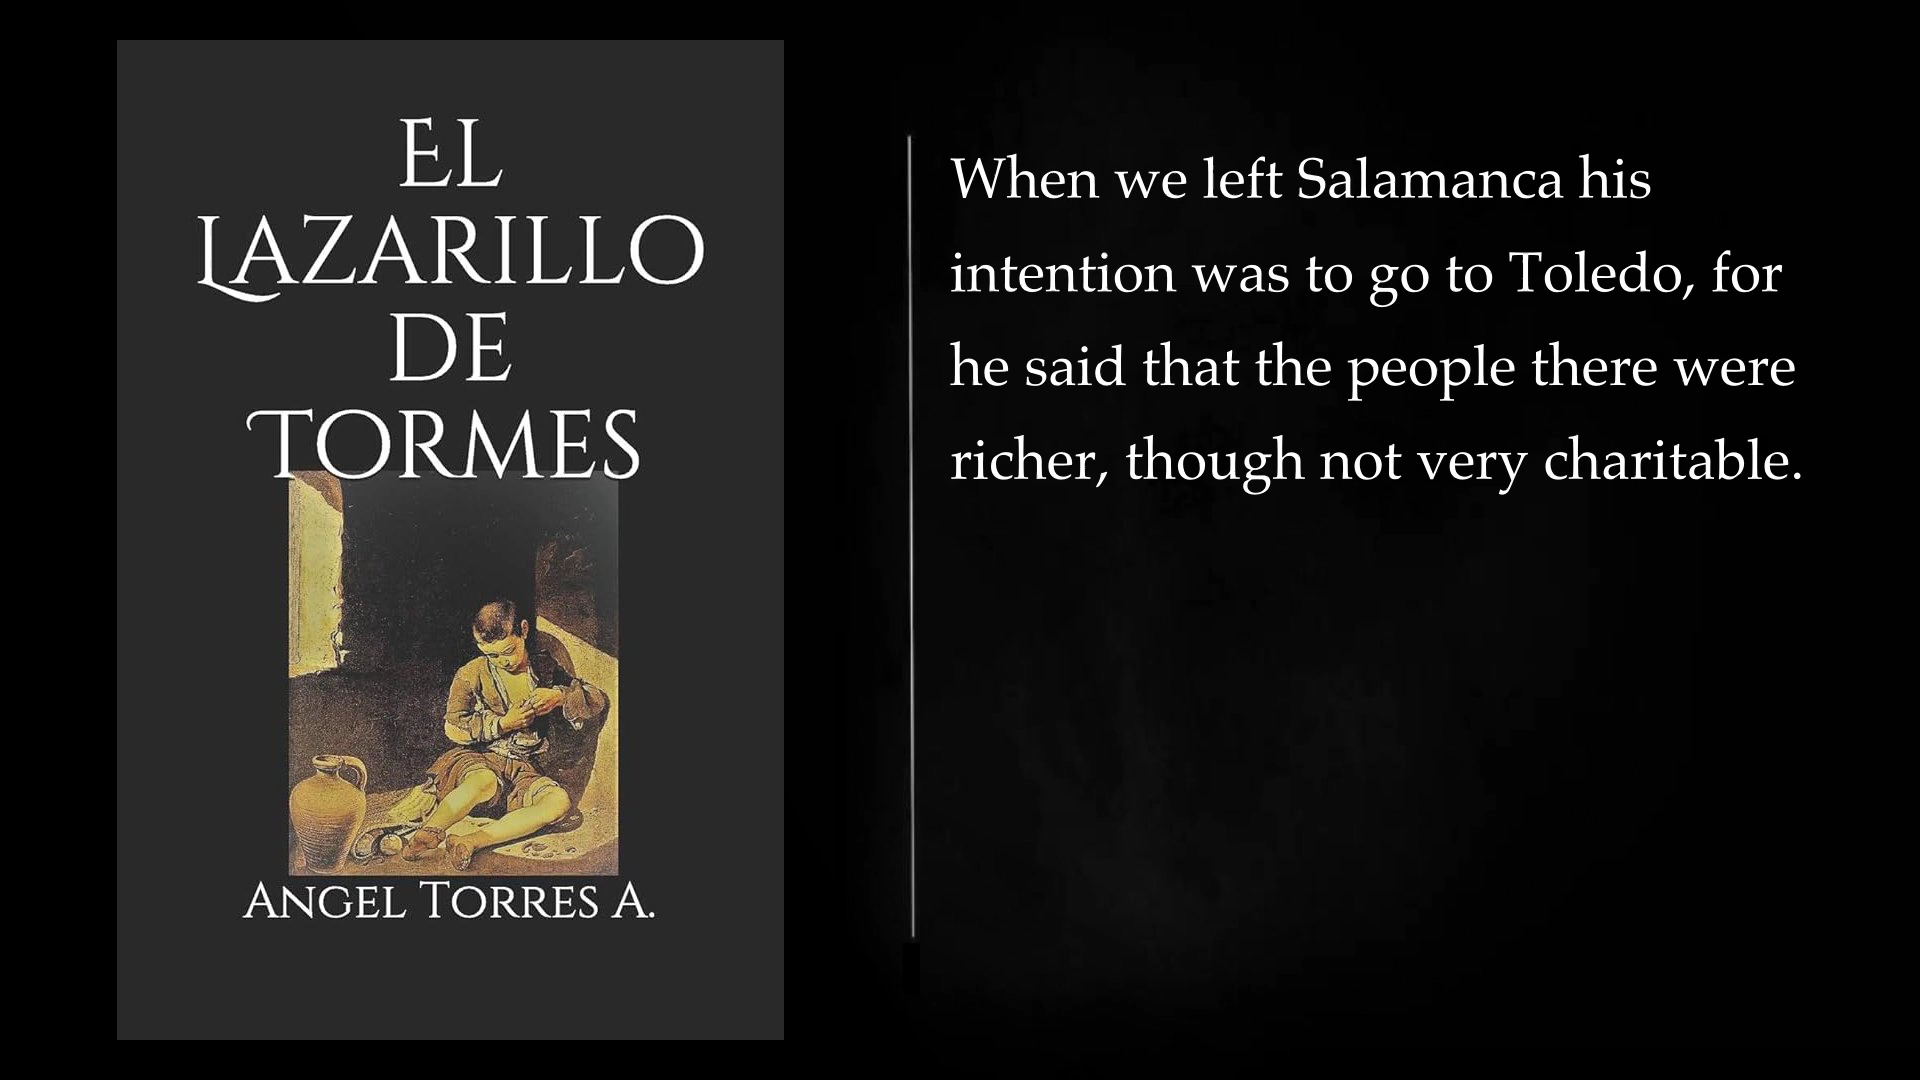 EL
LAZARILLO
DE
TORMES
ANGEL TORRES A.
When we left Salamanca his
intention was to go to Toledo, for
he said that the people there were
richer, though not very charitable.